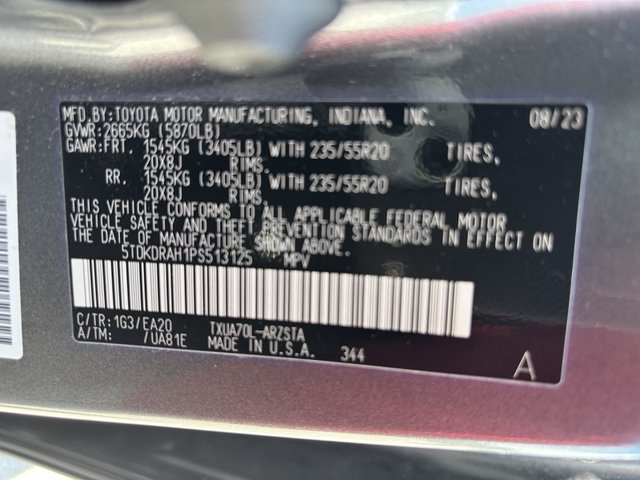 MFD.BY:TOYOTA MOTOR MANUFACTURING, INDIANA, INC. 08/23
GVWR:2665KG (5870LB)
GAWR:FRT. 1545KG (3405LB) WITH 235/55R20 TIRES,
20X8J RIMS.
RR. 1545KG (3405LB) WITH 235/55R20 TIRES,
20X8J RIMS.
THIS VEHICLE CONFORMS TO ALL APPLICABLE FEDERAL MOTOR
VEHICLE SAFETY AND THEFT PREVENTION STANDARDS IN EFFECT ON
THE DATE OF MANUFACTURE SHOWN ABOVE.
5TDKDRAH1PS513125 MPV
C/TR: 1G3/EA20 TXUA70L-ARZSTA
A/TM: /UA81E MADE IN U.S.A. 344
A